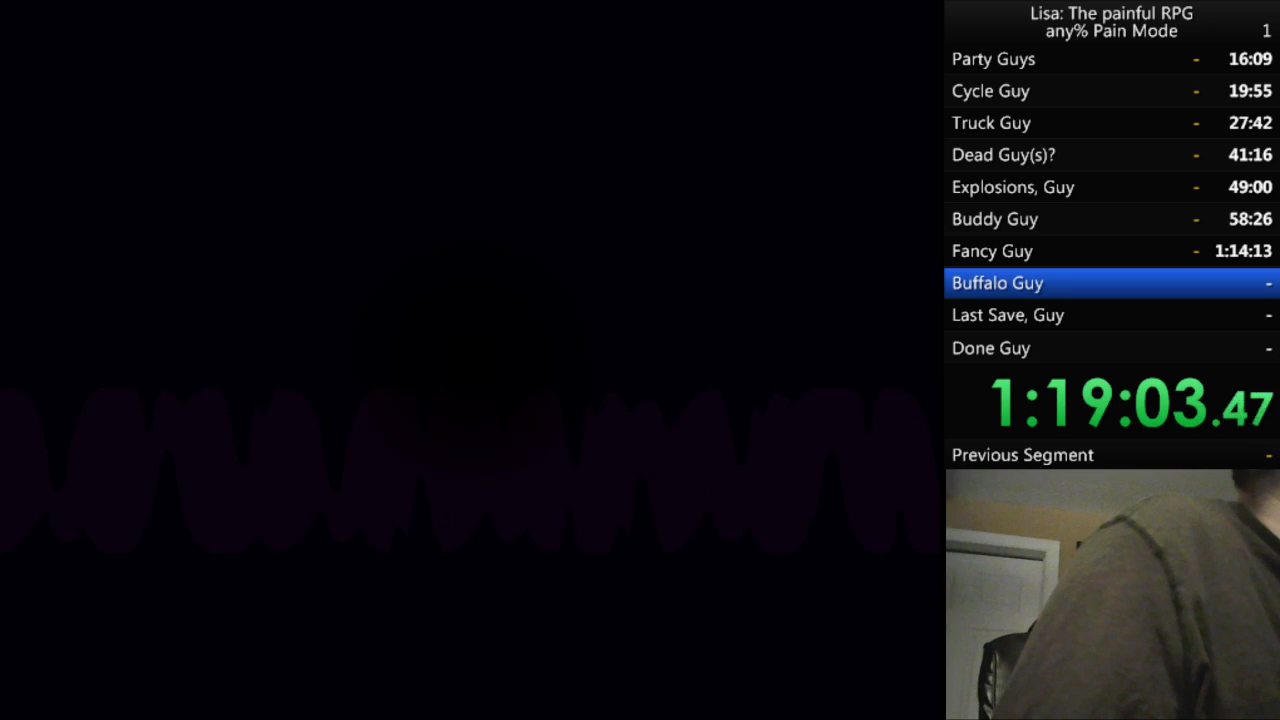 Lisa: The painful RPG
any% Pain Mode 1
Party Guys - 16:09
Cycle Guy - 19:55
Truck Guy - 27:42
Dead Guy(s)? - 41:16
Explosions, Guy - 49:00
Buddy Guy - 58:26
Fancy Guy - 1:14:13
Buffalo Guy -
Last Save, Guy -
Done Guy -
1:19:03.47
Previous Segment -